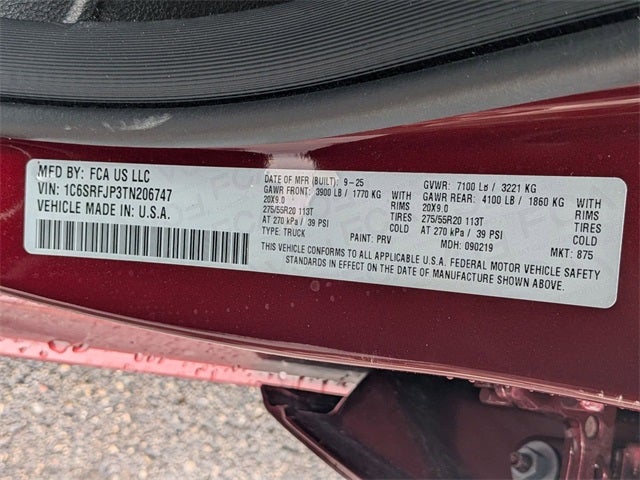 MFD BY: FCA US LLC
VIN: 1C6SRFJP3TN206747
VEHICLE MADE IN U.S.A.
DATE OF MFR (BUILT): 9-25 GVWR: 7100 LB / 3221 KG
GAWR FRONT: 3900 LB / 1770 KG WITH GAWR REAR: 4100 LB / 1860 KG WITH
20X9.0 RIMS 20X9.0 RIMS
275/55R20 113T TIRES 275/55R20 113T TIRES
AT 270 kPa / 39 PSI COLD AT 270 kPa / 39 PSI COLD
TYPE: TRUCK PAINT: PRV MDH: 090219 MKT: 875
THIS VEHICLE CONFORMS TO ALL APPLICABLE U.S.A. FEDERAL MOTOR VEHICLE SAFETY
STANDARDS IN EFFECT ON THE DATE OF MANUFACTURE SHOWN ABOVE.